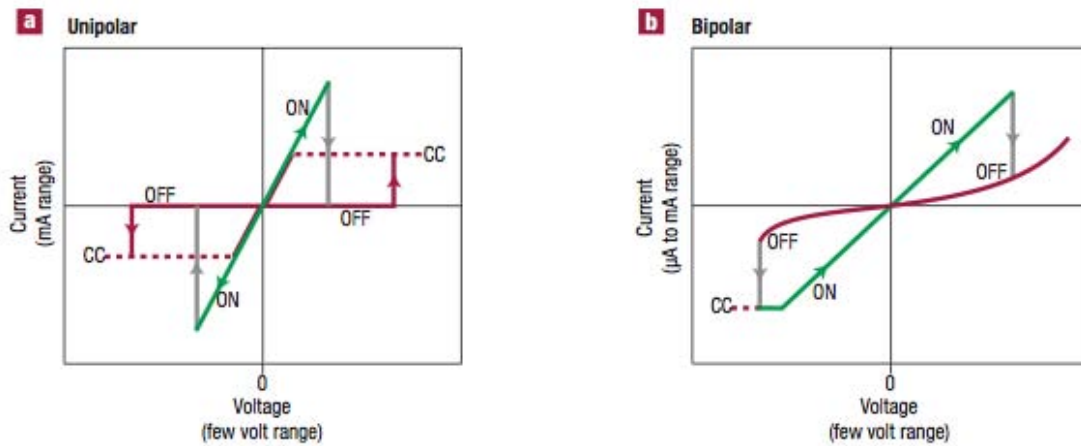 a Unipolar
ON
CC
OFF
OFF
CC
ON
Current
(mA range)
0
Voltage
(few volt range)
b Bipolar
ON
OFF
OFF
CC
ON
Current
(μA to mA range)
0
Voltage
(few volt range)